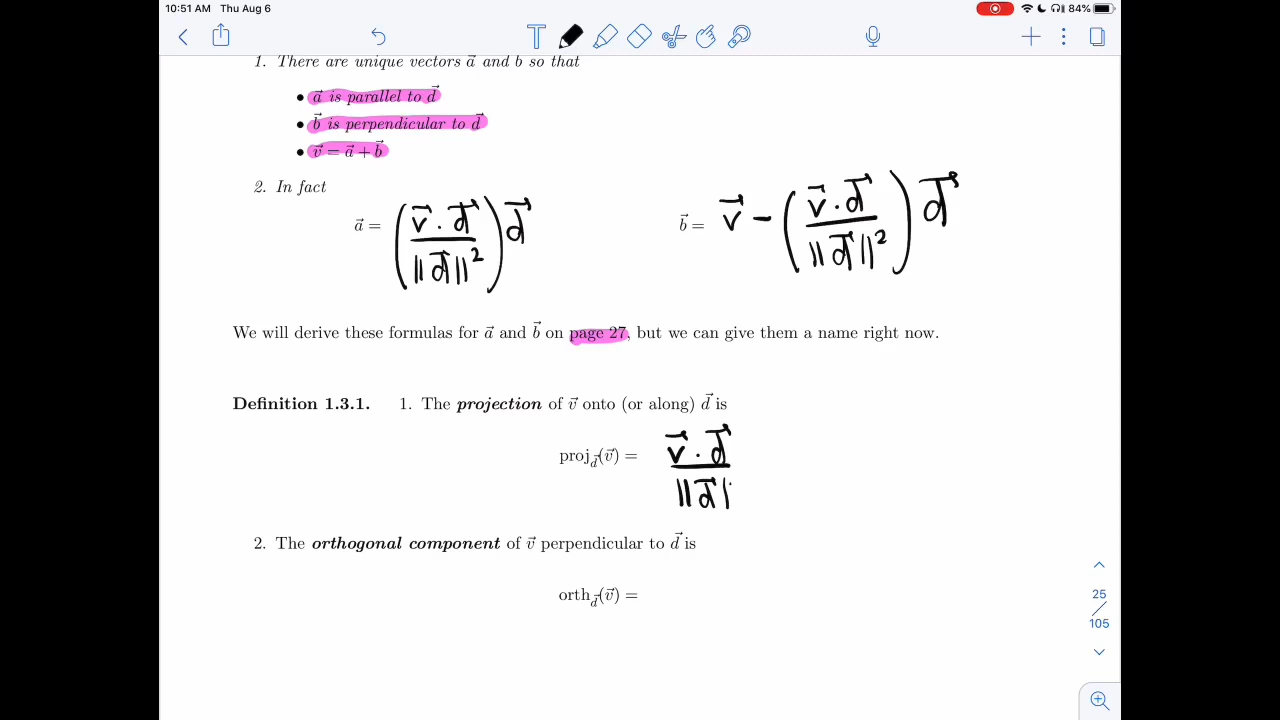 10:51 AM Thu Aug 6 84%
1. There are unique vectors a⃗ and b⃗ so that
• a⃗ is parallel to d⃗
• b⃗ is perpendicular to d⃗
• v⃗ = a⃗ + b⃗
2. In fact
a⃗ = (v⃗ · d⃗ / ||d⃗||²) d⃗ b⃗ = v⃗ − (v⃗ · d⃗ / ||d⃗||²) d⃗
We will derive these formulas for a⃗ and b⃗ on page 27, but we can give them a name right now.
Definition 1.3.1. 1. The projection of v⃗ onto (or along) d⃗ is
proj_d⃗(v⃗) = v⃗ · d⃗ / ||d⃗|
2. The orthogonal component of v⃗ perpendicular to d⃗ is
orth_d⃗(v⃗) =
25
/
105